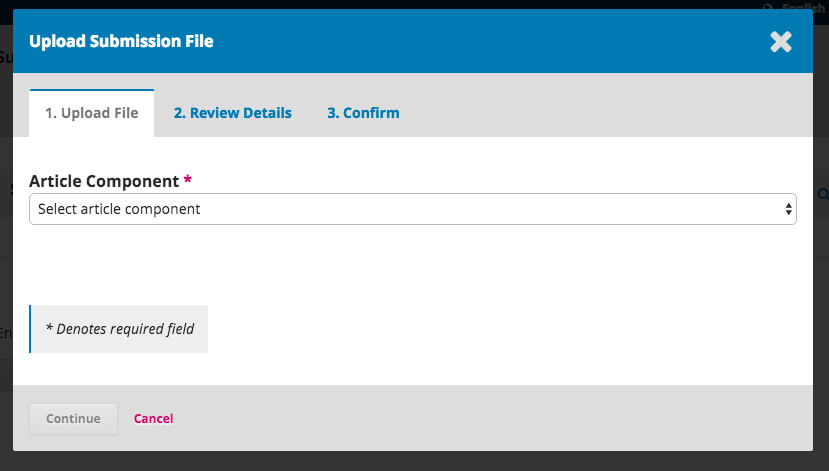 English
Upload Submission File
1. Upload File
2. Review Details
3. Confirm
Article Component *
Select article component
* Denotes required field
En
Continue
Cancel